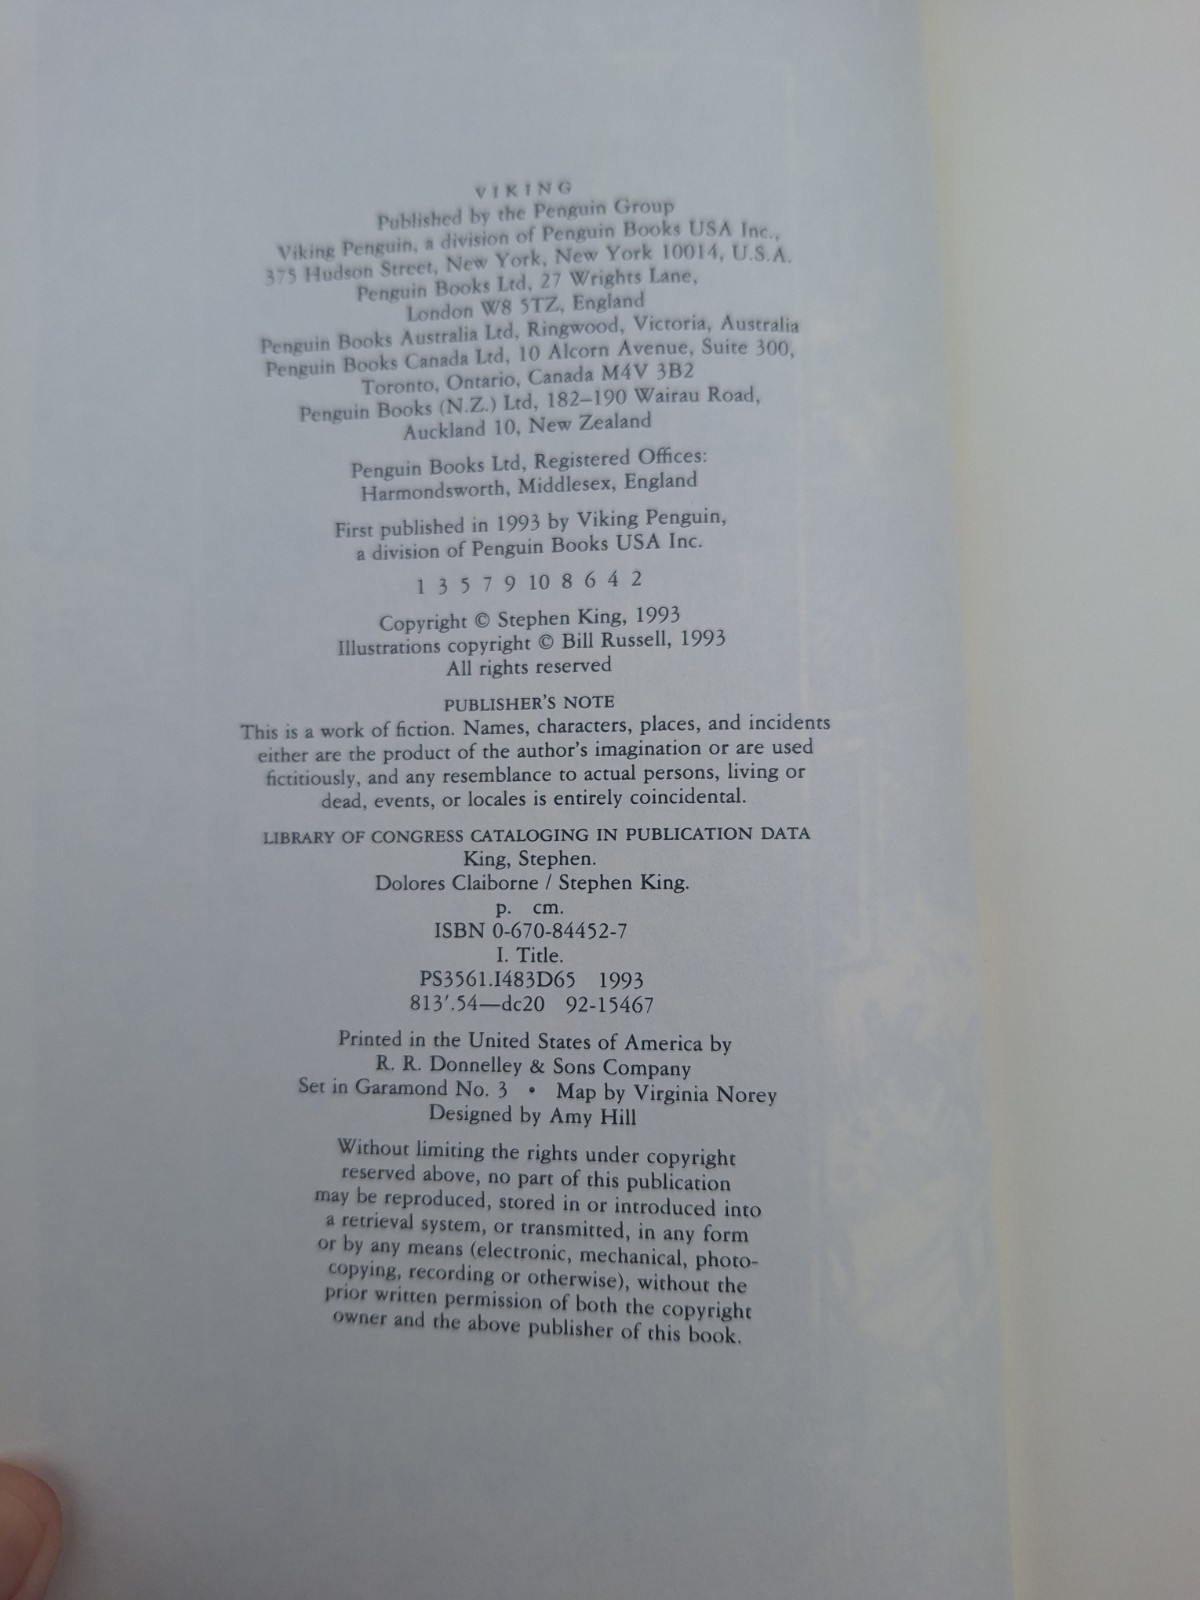 VIKING
Published by the Penguin Group
Viking Penguin, a division of Penguin Books USA Inc.,
375 Hudson Street, New York, New York 10014, U.S.A.
Penguin Books Ltd, 27 Wrights Lane,
London W8 5TZ, England
Penguin Books Australia Ltd, Ringwood, Victoria, Australia
Penguin Books Canada Ltd, 10 Alcorn Avenue, Suite 300,
Toronto, Ontario, Canada M4V 3B2
Penguin Books (N.Z.) Ltd, 182–190 Wairau Road,
Auckland 10, New Zealand
Penguin Books Ltd, Registered Offices:
Harmondsworth, Middlesex, England
First published in 1993 by Viking Penguin,
a division of Penguin Books USA Inc.
1 3 5 7 9 10 8 6 4 2
Copyright © Stephen King, 1993
Illustrations copyright © Bill Russell, 1993
All rights reserved
PUBLISHER'S NOTE
This is a work of fiction. Names, characters, places, and incidents
either are the product of the author's imagination or are used
fictitiously, and any resemblance to actual persons, living or
dead, events, or locales is entirely coincidental.
LIBRARY OF CONGRESS CATALOGING IN PUBLICATION DATA
King, Stephen.
Dolores Claiborne / Stephen King.
p. cm.
ISBN 0-670-84452-7
I. Title.
PS3561.I483D65 1993
813'.54—dc20 92-15467
Printed in the United States of America by
R. R. Donnelley & Sons Company
Set in Garamond No. 3 • Map by Virginia Norey
Designed by Amy Hill
Without limiting the rights under copyright
reserved above, no part of this publication
may be reproduced, stored in or introduced into
a retrieval system, or transmitted, in any form
or by any means (electronic, mechanical, photo-
copying, recording or otherwise), without the
prior written permission of both the copyright
owner and the above publisher of this book.